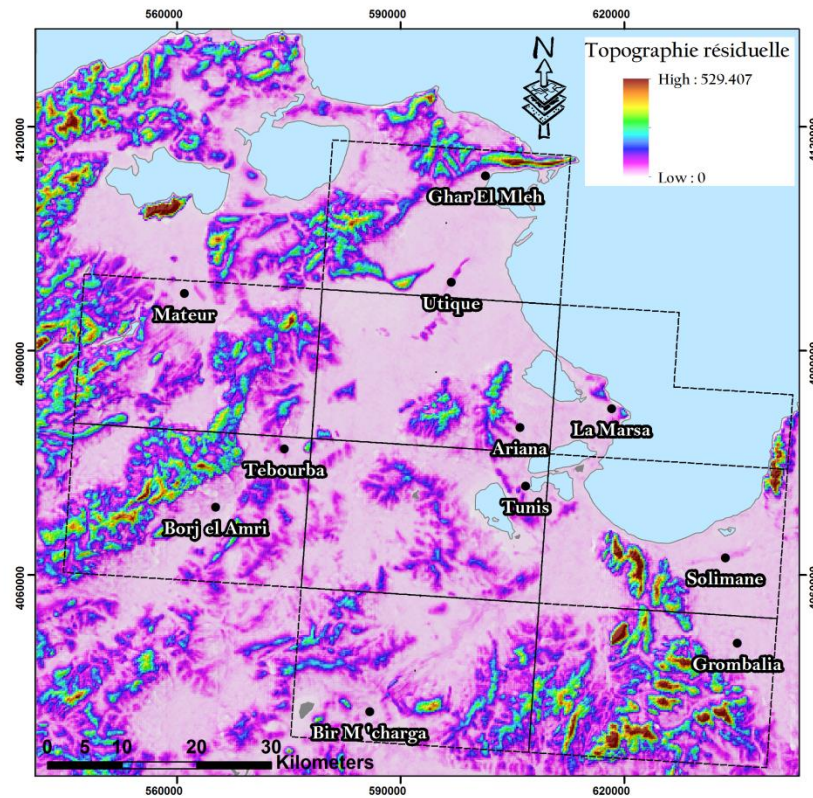 560000
590000
620000
N
Topographie résiduelle
High : 529.407
Low : 0
4120000
4120000
Ghar El Mleh
Utique
Mateur
4090000
4090000
La Marsa
Ariana
Tebourba
Tunis
Borj el Amri
Solimane
4060000
4060000
Grombalia
Bir M 'charga
0
5
10
20
30
Kilometers
560000
590000
620000